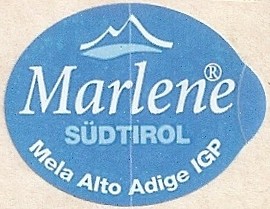 Marlene®
SÜDTIROL
Mela Alto Adige IGP